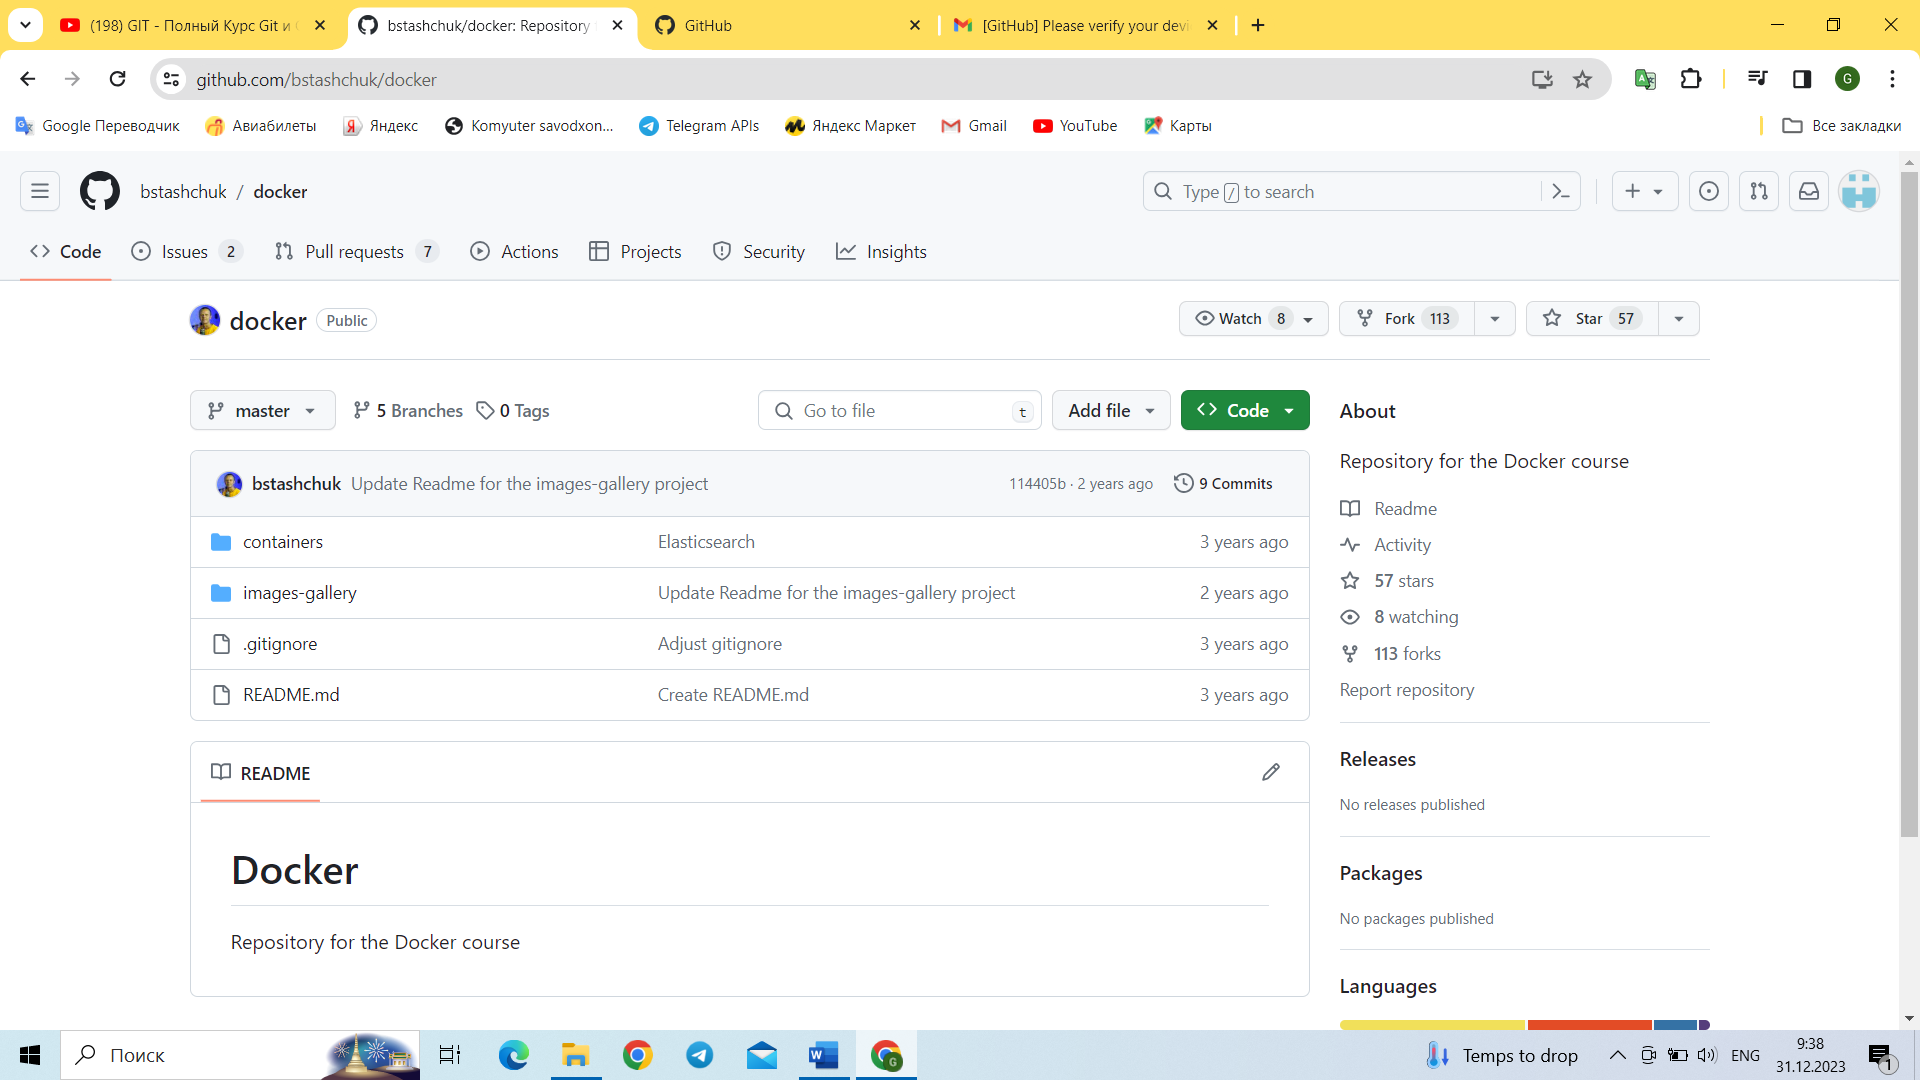 (198) GIT - Полный Курс Git и
bstashchuk/docker: Repository
GitHub
[GitHub] Please verify your devi
github.com/bstashchuk/docker
G
Google Переводчик
Авиабилеты
Яндекс
Komyuter savodxon...
Telegram APIs
Яндекс Маркет
Gmail
YouTube
Карты
Все закладки
bstashchuk / docker
Type / to search
Code
Issues 2
Pull requests 7
Actions
Projects
Security
Insights
docker Public
Watch 8
Fork 113
Star 57
master
5 Branches
0 Tags
Go to file t
Add file
Code
About
Repository for the Docker course
bstashchuk Update Readme for the images-gallery project 114405b · 2 years ago 9 Commits
containers Elasticsearch 3 years ago
images-gallery Update Readme for the images-gallery project 2 years ago
.gitignore Adjust gitignore 3 years ago
README.md Create README.md 3 years ago
Readme
Activity
57 stars
8 watching
113 forks
Report repository
README
Docker
Repository for the Docker course
Releases
No releases published
Packages
No packages published
Languages
Поиск
Temps to drop
ENG
9:38
31.12.2023
1